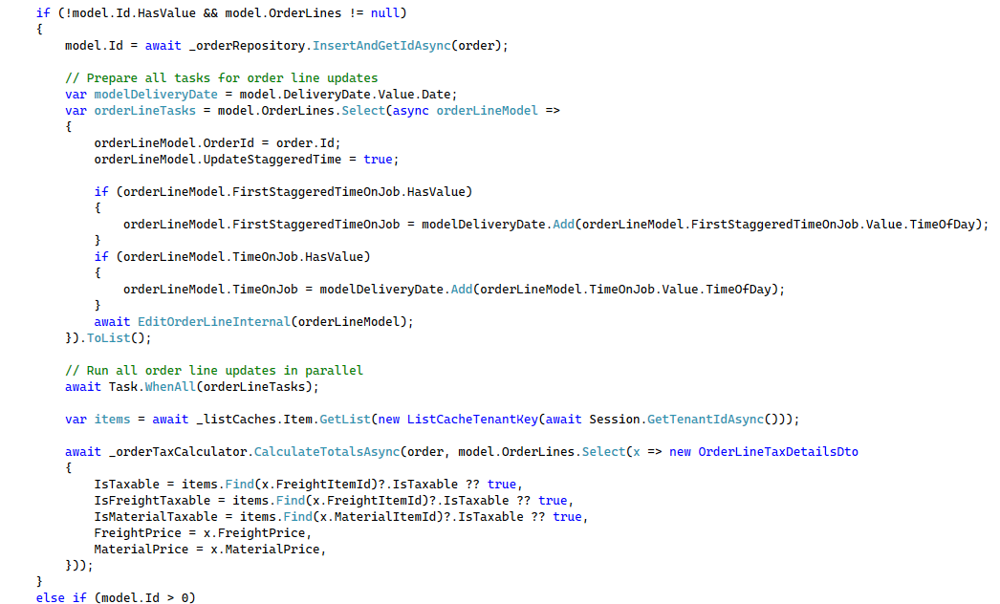 if (!model.Id.HasValue && model.OrderLines != null)
{
    model.Id = await _orderRepository.InsertAndGetIdAsync(order);

    // Prepare all tasks for order line updates
    var modelDeliveryDate = model.DeliveryDate.Value.Date;
    var orderLineTasks = model.OrderLines.Select(async orderLineModel =>
    {
        orderLineModel.OrderId = order.Id;
        orderLineModel.UpdateStaggeredTime = true;

        if (orderLineModel.FirstStaggeredTimeOnJob.HasValue)
        {
            orderLineModel.FirstStaggeredTimeOnJob = modelDeliveryDate.Add(orderLineModel.FirstStaggeredTimeOnJob.Value.TimeOfDay);
        }
        if (orderLineModel.TimeOnJob.HasValue)
        {
            orderLineModel.TimeOnJob = modelDeliveryDate.Add(orderLineModel.TimeOnJob.Value.TimeOfDay);
        }
        await EditOrderLineInternal(orderLineModel);
    }).ToList();

    // Run all order line updates in parallel
    await Task.WhenAll(orderLineTasks);

    var items = await _listCaches.Item.GetList(new ListCacheTenantKey(await Session.GetTenantIdAsync()));

    await _orderTaxCalculator.CalculateTotalsAsync(order, model.OrderLines.Select(x => new OrderLineTaxDetailsDto
    {
        IsTaxable = items.Find(x.FreightItemId)?.IsTaxable ?? true,
        IsFreightTaxable = items.Find(x.FreightItemId)?.IsTaxable ?? true,
        IsMaterialTaxable = items.Find(x.MaterialItemId)?.IsTaxable ?? true,
        FreightPrice = x.FreightPrice,
        MaterialPrice = x.MaterialPrice,
    }));
}
else if (model.Id > 0)